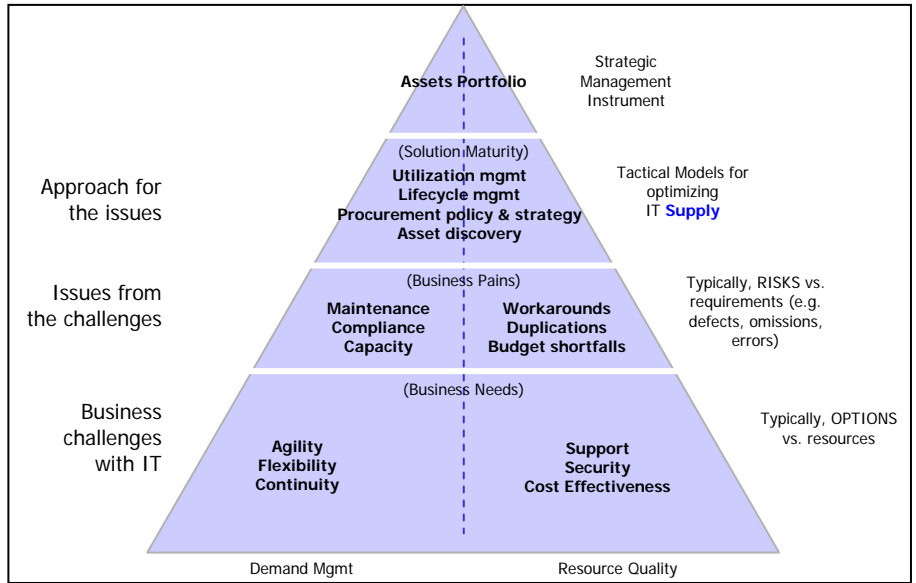 Assets Portfolio
Strategic
Management
Instrument
(Solution Maturity)
Approach for
the issues
Utilization mgmt
Lifecycle mgmt
Procurement policy & strategy
Asset discovery
Tactical Models for
optimizing
IT Supply
Issues from
the challenges
(Business Pains)
Maintenance
Compliance
Capacity
Workarounds
Duplications
Budget shortfalls
Typically, RISKS vs.
requirements (e.g.
defects, omissions,
errors)
Business
challenges
with IT
(Business Needs)
Agility
Flexibility
Continuity
Support
Security
Cost Effectiveness
Typically, OPTIONS
vs. resources
Demand Mgmt
Resource Quality